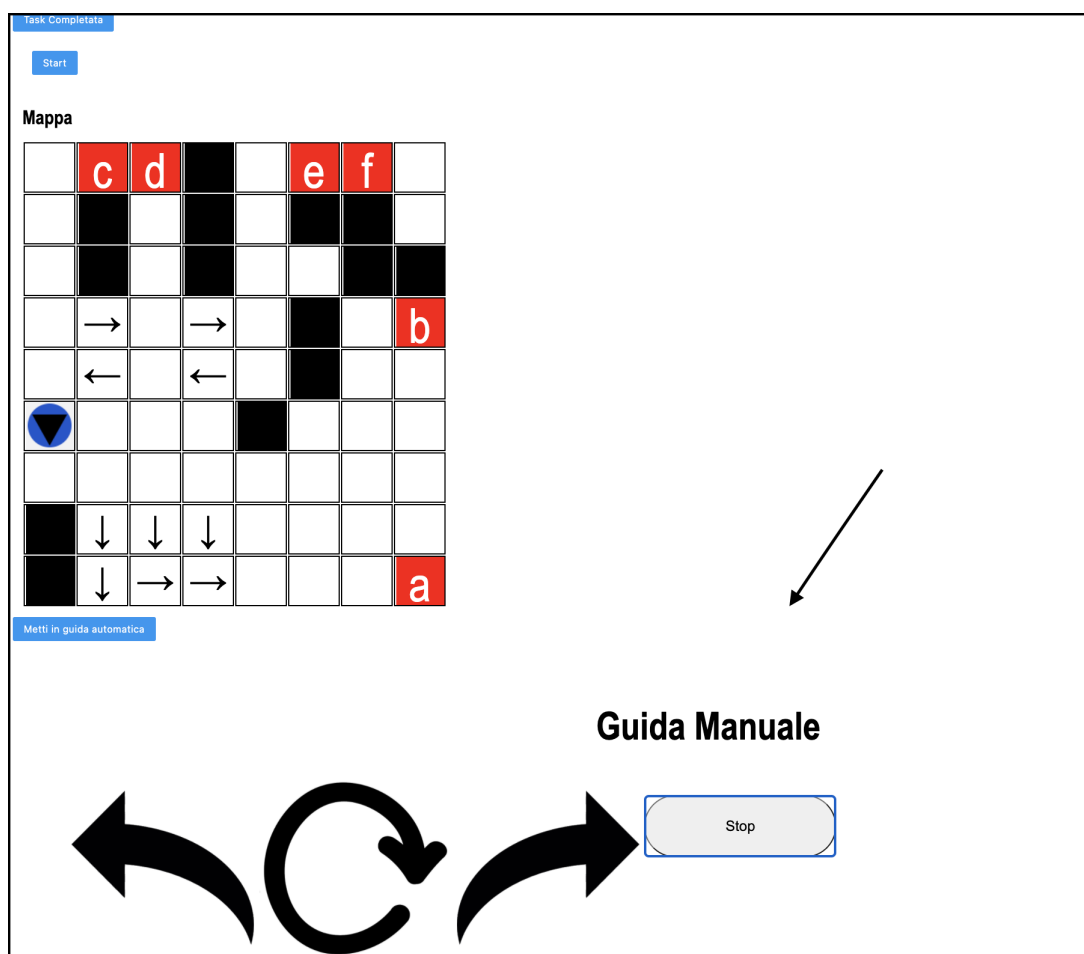 Task Completata
Start
Mappa
c d e f
→ → b
← ←
↓ ↓ ↓
↓ → → a
Metti in guida automatica
Guida Manuale
Stop